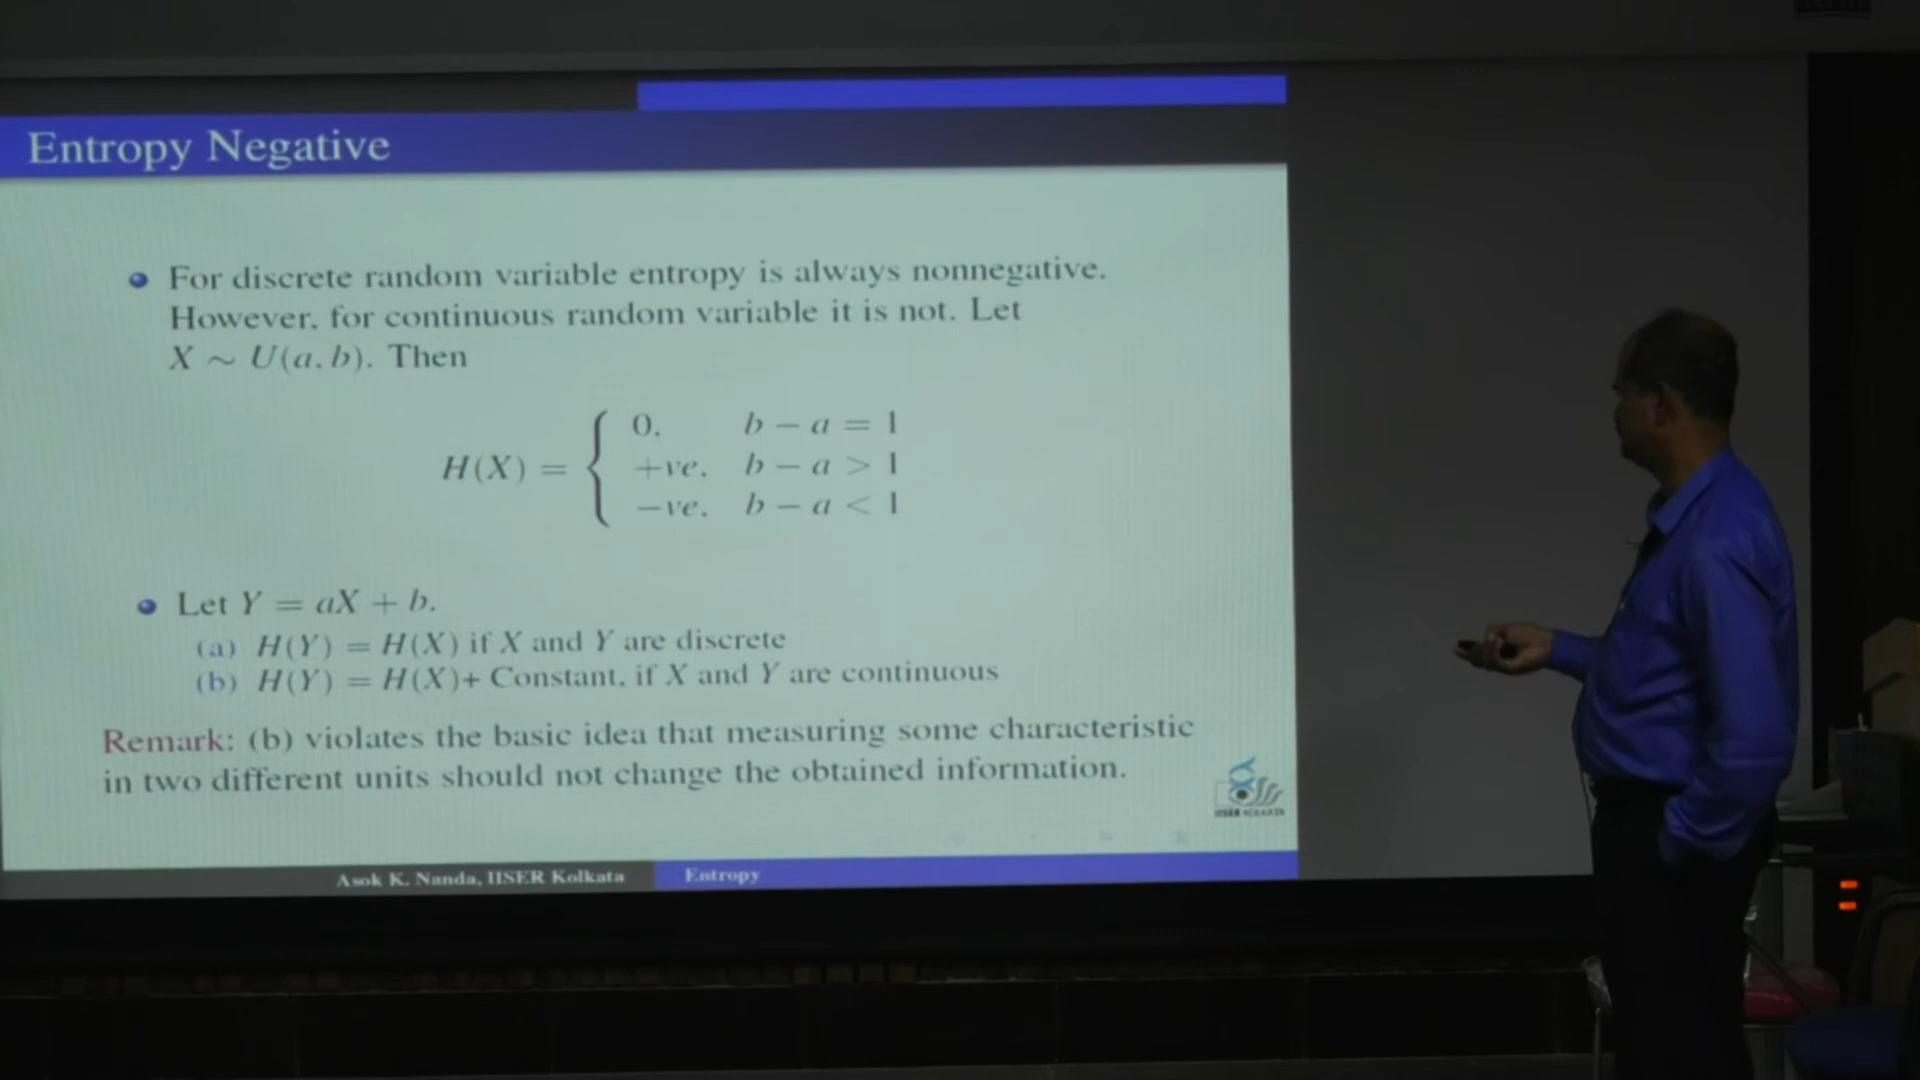 Entropy Negative
For discrete random variable entropy is always nonnegative.
However, for continuous random variable it is not. Let
X ∼ U(a, b). Then
H(X) = { 0, b − a = 1
+ve, b − a > 1
−ve, b − a < 1
Let Y = aX + b.
(a) H(Y) = H(X) if X and Y are discrete
(b) H(Y) = H(X)+ Constant, if X and Y are continuous
Remark: (b) violates the basic idea that measuring some characteristic
in two different units should not change the obtained information.
IISER KOLKATA
Asok K. Nanda, IISER Kolkata Entropy